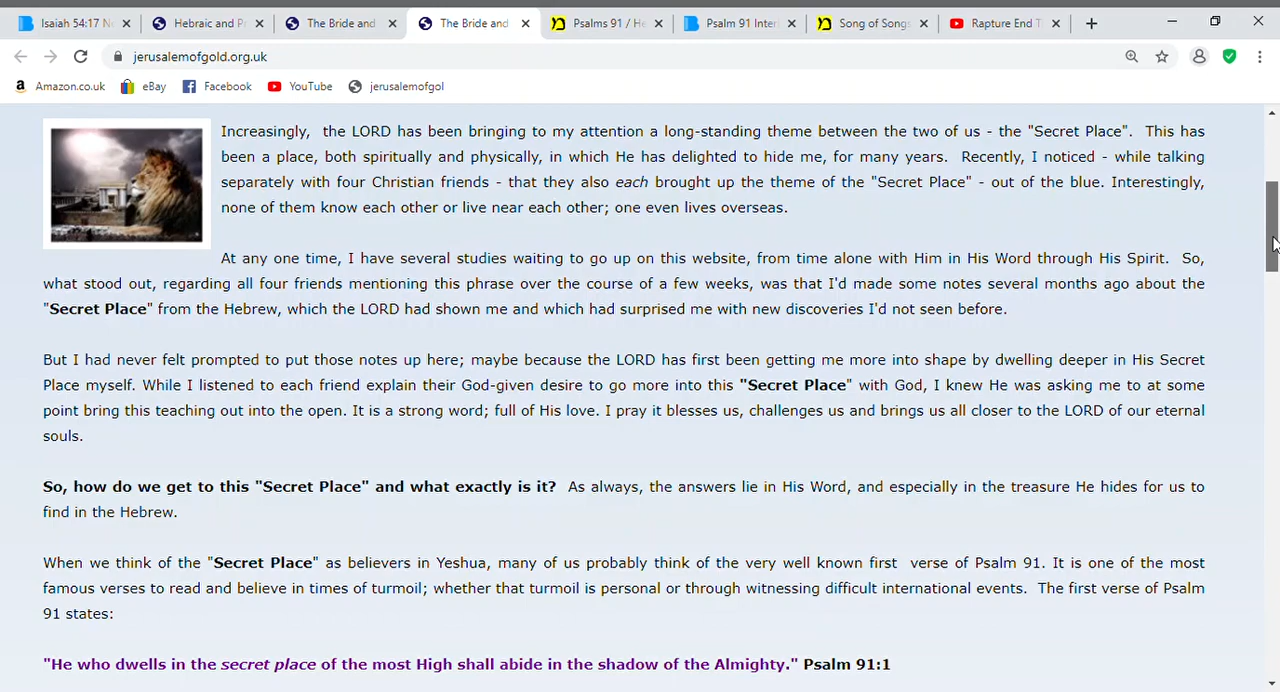 Isaiah 54:17 N
Hebraic and P
The Bride and
The Bride and
Psalms 91 / He
Psalm 91 Inter
Song of Songs
Rapture End T
jerusalemofgold.org.uk
Amazon.co.uk
eBay
Facebook
YouTube
jerusalemofgol
Increasingly, the LORD has been bringing to my attention a long-standing theme between the two of us - the "Secret Place". This has
been a place, both spiritually and physically, in which He has delighted to hide me, for many years. Recently, I noticed - while talking
separately with four Christian friends - that they also each brought up the theme of the "Secret Place" - out of the blue. Interestingly,
none of them know each other or live near each other; one even lives overseas.
At any one time, I have several studies waiting to go up on this website, from time alone with Him in His Word through His Spirit. So,
what stood out, regarding all four friends mentioning this phrase over the course of a few weeks, was that I'd made some notes several months ago about the
"Secret Place" from the Hebrew, which the LORD had shown me and which had surprised me with new discoveries I'd not seen before.
But I had never felt prompted to put those notes up here; maybe because the LORD has first been getting me more into shape by dwelling deeper in His Secret
Place myself. While I listened to each friend explain their God-given desire to go more into this "Secret Place" with God, I knew He was asking me to at some
point bring this teaching out into the open. It is a strong word; full of His love. I pray it blesses us, challenges us and brings us all closer to the LORD of our eternal
souls.
So, how do we get to this "Secret Place" and what exactly is it? As always, the answers lie in His Word, and especially in the treasure He hides for us to
find in the Hebrew.
When we think of the "Secret Place" as believers in Yeshua, many of us probably think of the very well known first verse of Psalm 91. It is one of the most
famous verses to read and believe in times of turmoil; whether that turmoil is personal or through witnessing difficult international events. The first verse of Psalm
91 states:
"He who dwells in the secret place of the most High shall abide in the shadow of the Almighty." Psalm 91:1